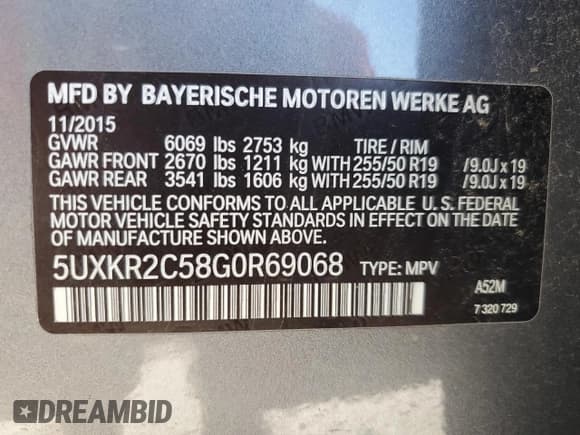 MFD BY BAYERISCHE MOTOREN WERKE AG
11/2015
GVWR 6069 lbs 2753 kg TIRE / RIM
GAWR FRONT 2670 lbs 1211 kg WITH 255/50 R19 /9.0J x 19
GAWR REAR 3541 lbs 1606 kg WITH 255/50 R19 /9.0J x 19
THIS VEHICLE CONFORMS TO ALL APPLICABLE U.S. FEDERAL
MOTOR VEHICLE SAFETY STANDARDS IN EFFECT ON THE
DATE OF MANUFACTURE SHOWN ABOVE.
5UXKR2C58G0R69068 TYPE: MPV
A52M
7 320 729
DREAMBID